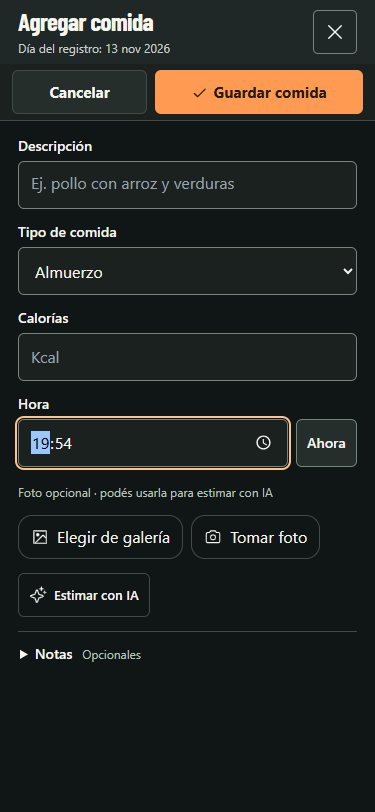 Agregar comida
Día del registro: 13 nov 2026
Cancelar
Guardar comida
Descripción
Ej. pollo con arroz y verduras
Tipo de comida
Almuerzo
Calorías
Kcal
Hora
19:54
Ahora
Foto opcional · podés usarla para estimar con IA
Elegir de galería
Tomar foto
Estimar con IA
Notas Opcionales